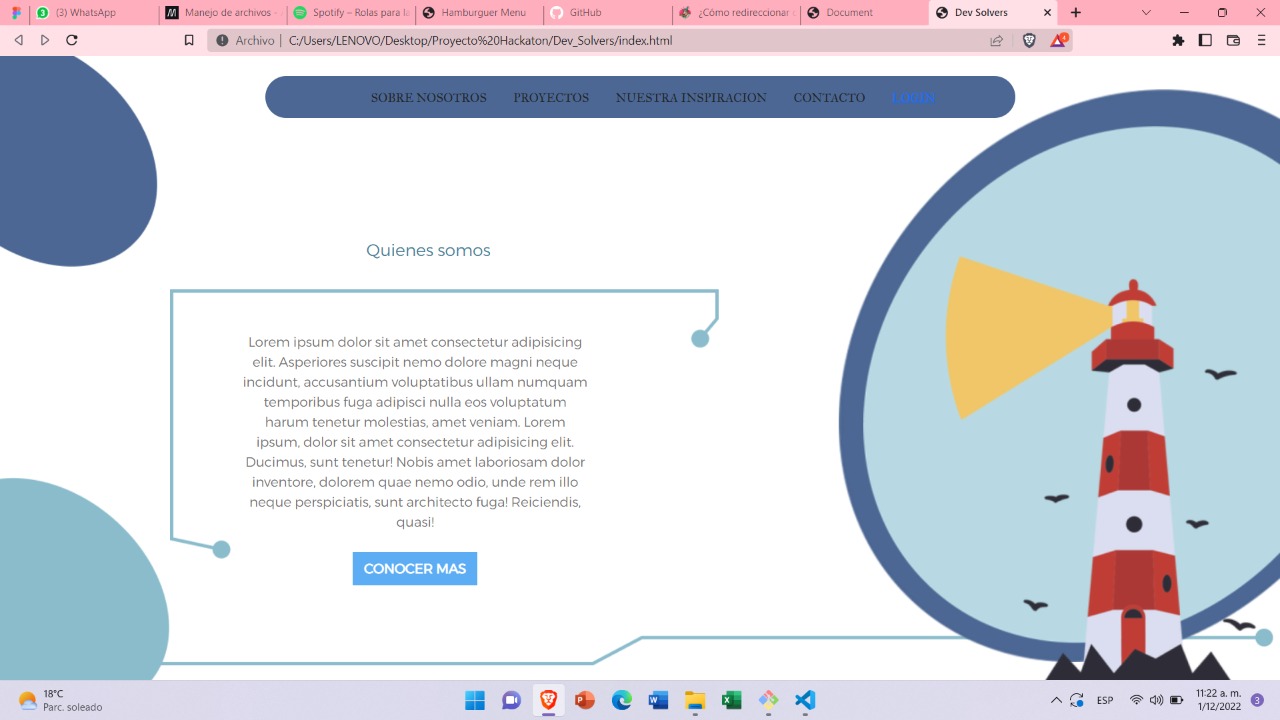 (3) WhatsApp
Manejo de archivos -
Spotify – Rolas para la
Hamburguer Menu
GitHub
¿Cómo redireccionar c
Document
Dev Solvers
Archivo | C:/Users/LENOVO/Desktop/Proyecto%20Hackaton/Dev_Solvers/index.html
SOBRE NOSOTROS PROYECTOS NUESTRA INSPIRACION CONTACTO LOGIN
Quienes somos
Lorem ipsum dolor sit amet consectetur adipisicing
elit. Asperiores suscipit nemo dolore magni neque
incidunt, accusantium voluptatibus ullam numquam
temporibus fuga adipisci nulla eos voluptatum
harum tenetur molestias, amet veniam. Lorem
ipsum, dolor sit amet consectetur adipisicing elit.
Ducimus, sunt tenetur! Nobis amet laboriosam dolor
inventore, dolorem quae nemo odio, unde rem illo
neque perspiciatis, sunt architecto fuga! Reiciendis,
quasi!
CONOCER MAS
18°C
Parc. soleado
ESP
11:22 a. m.
1/12/2022
3